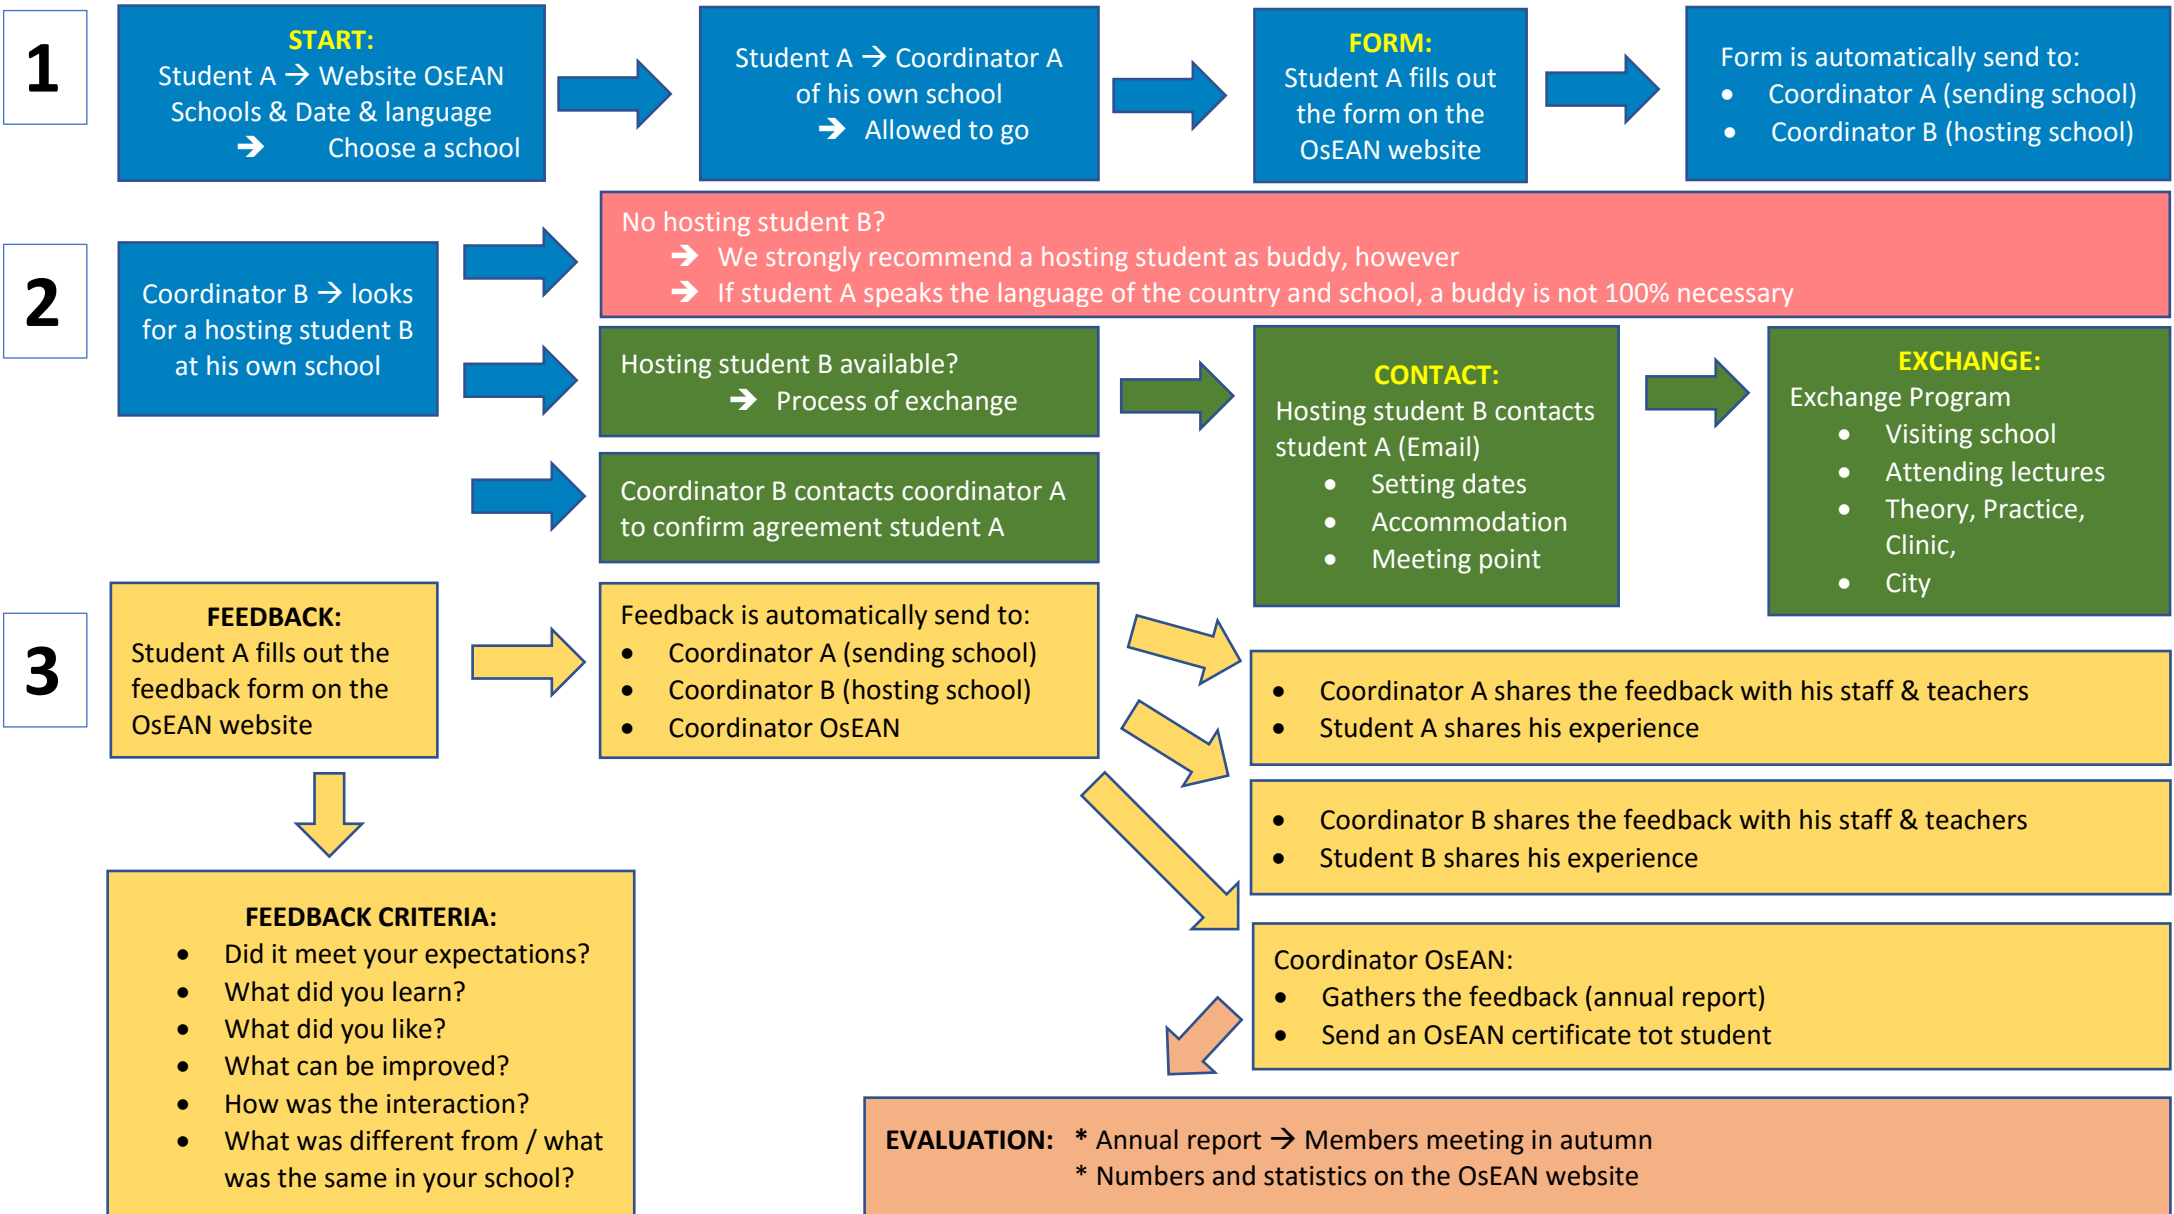 1
START:
Student A → Website OsEAN
Schools & Date & language
➔ Choose a school
Student A → Coordinator A
of his own school
➔ Allowed to go
FORM:
Student A fills out
the form on the
OsEAN website
Form is automatically send to:
• Coordinator A (sending school)
• Coordinator B (hosting school)
2
Coordinator B → looks
for a hosting student B
at his own school
No hosting student B?
➔ We strongly recommend a hosting student as buddy, however
➔ If student A speaks the language of the country and school, a buddy is not 100% necessary
Hosting student B available?
➔ Process of exchange
Coordinator B contacts coordinator A
to confirm agreement student A
CONTACT:
Hosting student B contacts
student A (Email)
• Setting dates
• Accommodation
• Meeting point
EXCHANGE:
Exchange Program
• Visiting school
• Attending lectures
• Theory, Practice,
Clinic,
• City
3
FEEDBACK:
Student A fills out the
feedback form on the
OsEAN website
Feedback is automatically send to:
• Coordinator A (sending school)
• Coordinator B (hosting school)
• Coordinator OsEAN
• Coordinator A shares the feedback with his staff & teachers
• Student A shares his experience
• Coordinator B shares the feedback with his staff & teachers
• Student B shares his experience
Coordinator OsEAN:
• Gathers the feedback (annual report)
• Send an OsEAN certificate tot student
FEEDBACK CRITERIA:
• Did it meet your expectations?
• What did you learn?
• What did you like?
• What can be improved?
• How was the interaction?
• What was different from / what
was the same in your school?
EVALUATION: * Annual report → Members meeting in autumn
* Numbers and statistics on the OsEAN website